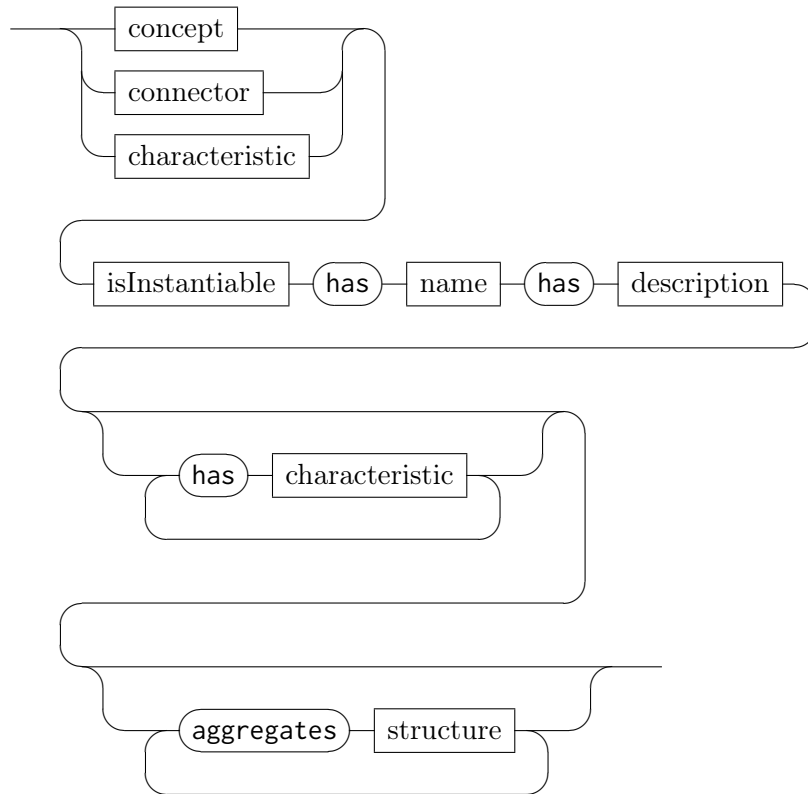 concept
connector
characteristic
isInstantiable has name has description
has characteristic
aggregates structure